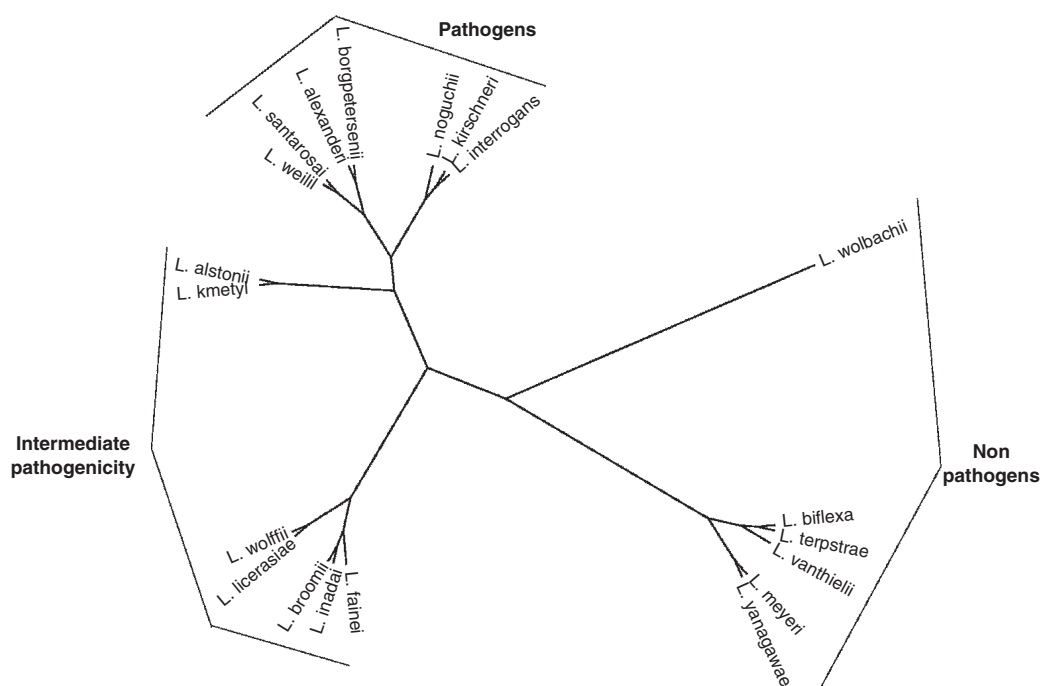 Pathogens
L. borgpetersenii
L. alexanderi
L. santarosai
L. weilii
L. noguchii
L. kirschneri
L. interrogans
L. wolbachii
L. alstonii
L. kmetyi
Intermediate
pathogenicity
Non
pathogens
L. wolffii
L. licerasiae
L. broomii
L. inadai
L. fainei
L. biflexa
L. terpstrae
L. vanthielii
L. meyeri
L. yanagawae